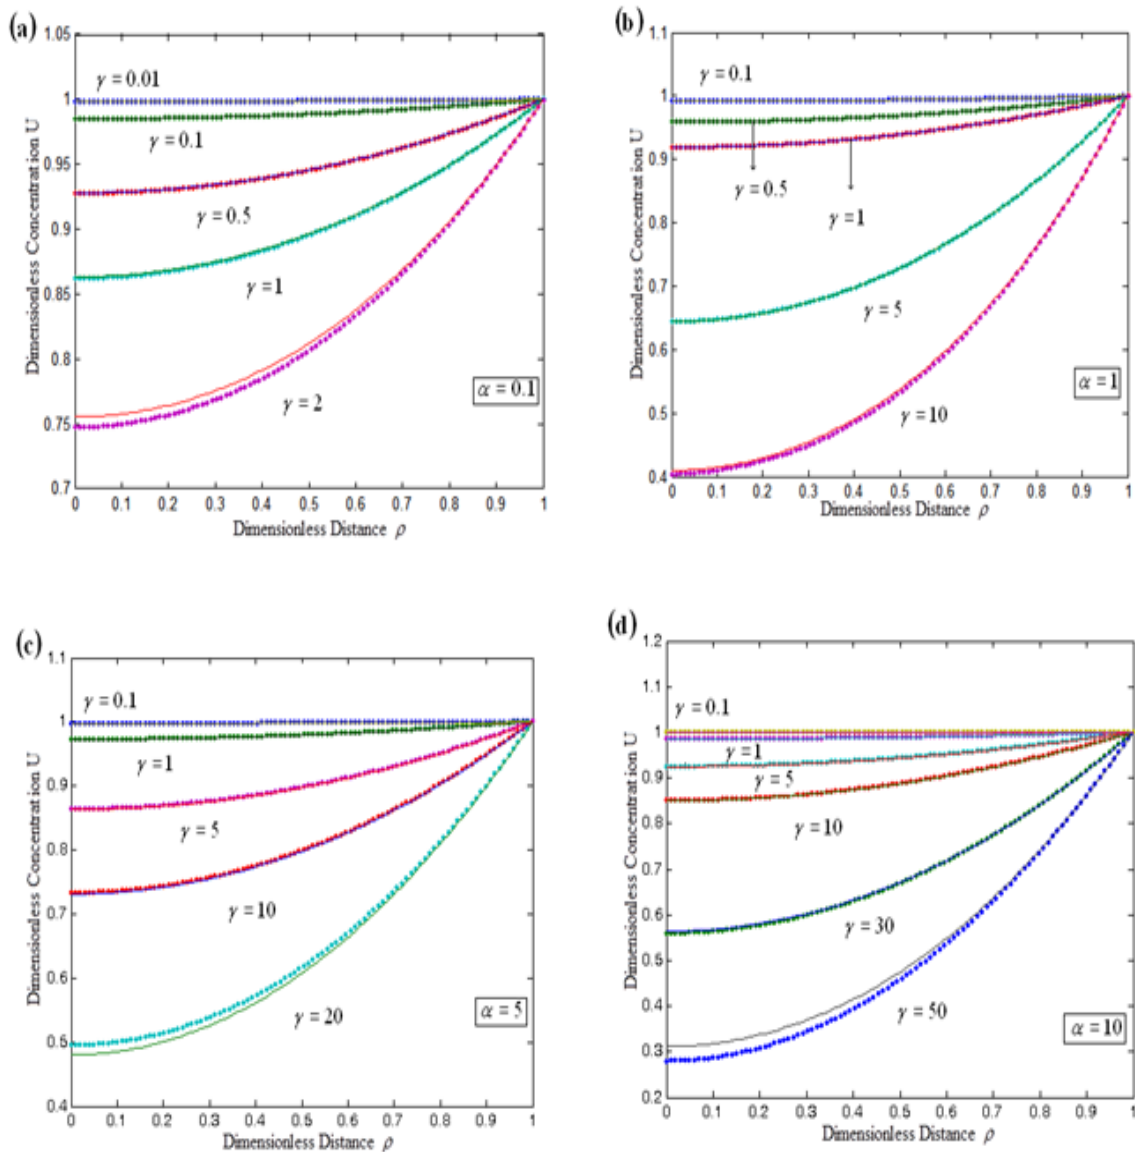 (a)
Dimensionless Concentration U
1.05
1
0.95
0.9
0.85
0.8
0.75
0.7
γ = 0.01
γ = 0.1
γ = 0.5
γ = 1
γ = 2
α = 0.1
0 0.1 0.2 0.3 0.4 0.5 0.6 0.7 0.8 0.9 1
Dimensionless Distance ρ
(b)
Dimensionless Concentration U
1.1
1
0.9
0.8
0.7
0.6
0.5
0.4
γ = 0.1
γ = 0.5
γ = 1
γ = 5
γ = 10
α = 1
0 0.1 0.2 0.3 0.4 0.5 0.6 0.7 0.8 0.9 1
Dimensionless Distance ρ
(c)
Dimensionless Concentration U
1.1
1
0.9
0.8
0.7
0.6
0.5
0.4
γ = 0.1
γ = 1
γ = 5
γ = 10
γ = 20
α = 5
0 0.1 0.2 0.3 0.4 0.5 0.6 0.7 0.8 0.9 1
Dimensionless Distance ρ
(d)
Dimensionless Concentration U
1.2
1.1
1
0.9
0.8
0.7
0.6
0.5
0.4
0.3
0.2
γ = 0.1
γ = 1
γ = 5
γ = 10
γ = 30
γ = 50
α = 10
0 0.1 0.2 0.3 0.4 0.5 0.6 0.7 0.8 0.9 1
Dimensionless Distance ρ